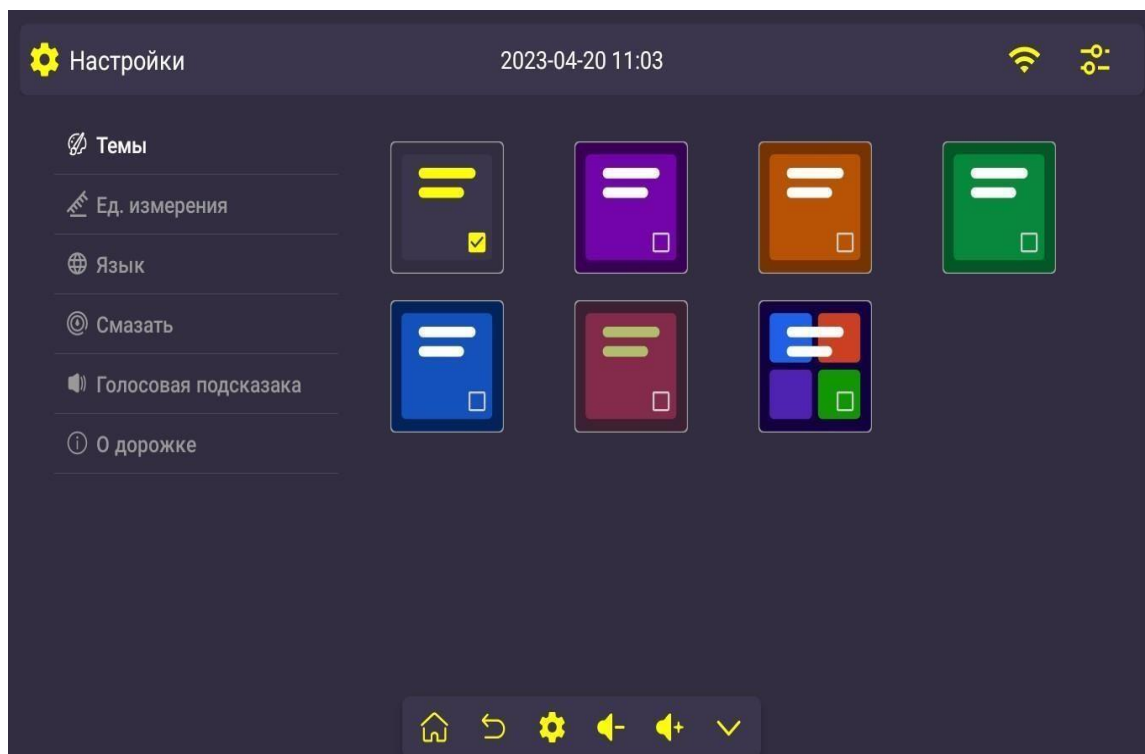 Настройки
2023-04-20 11:03
Темы
Ед. измерения
Язык
Смазать
Голосовая подсказака
О дорожке